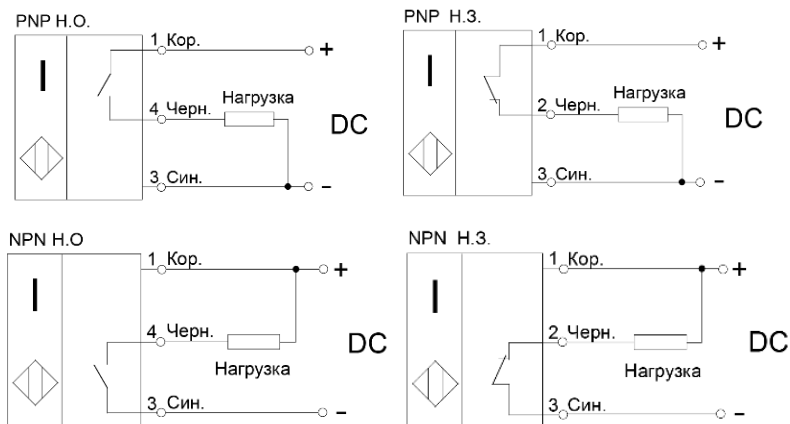 PNP Н.О.
1 Кор.
+
4 Черн.
Нагрузка
DC
3 Син.
-
PNP Н.З.
1 Кор.
+
2 Черн.
Нагрузка
DC
3 Син.
-
NPN Н.О
1 Кор.
+
4 Черн.
Нагрузка
DC
3 Син.
-
NPN Н.З.
1 Кор.
+
2 Черн.
Нагрузка
DC
3 Син.
-